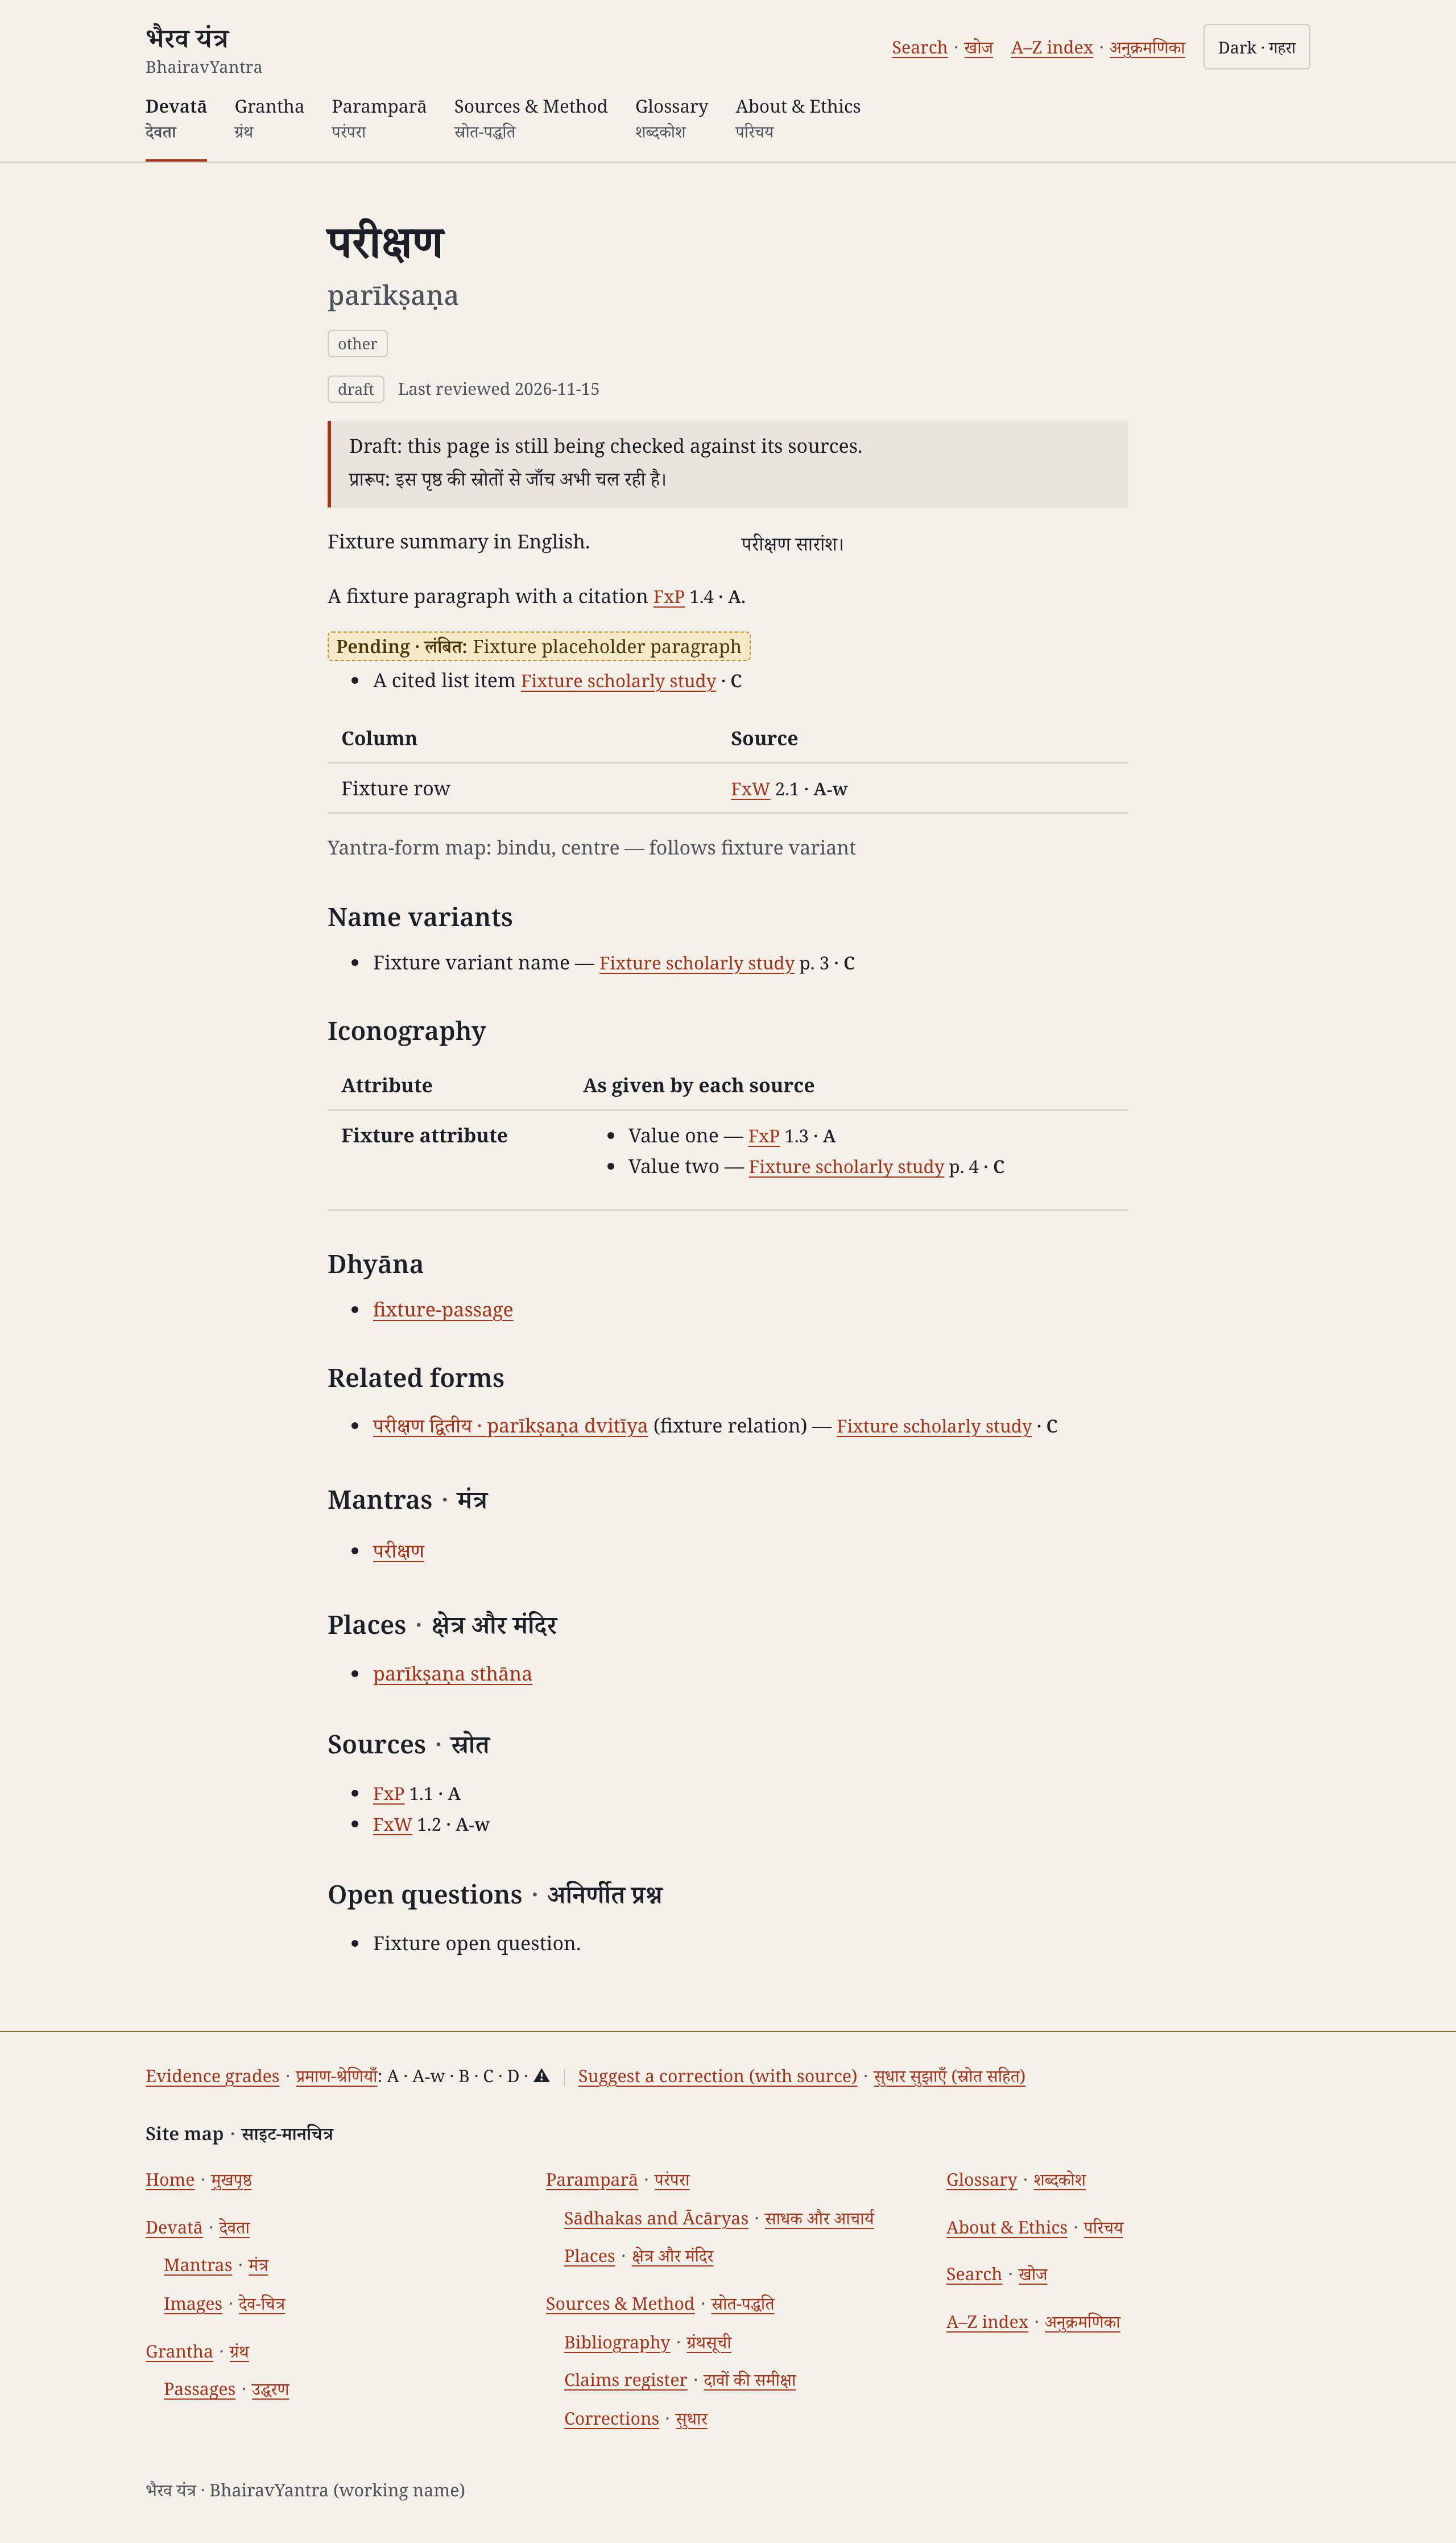 भैरव यंत्र
BhairavYantra
Search · खोज A–Z index · अनुक्रमणिका Dark · गहरा
Devatā Grantha Paramparā Sources & Method Glossary About & Ethics
देवता ग्रंथ परंपरा स्रोत-पद्धति शब्दकोश परिचय
परीक्षण
parīkṣaṇa
other
draft Last reviewed 2026-11-15
Draft: this page is still being checked against its sources.
प्रारूप: इस पृष्ठ की स्रोतों से जाँच अभी चल रही है।
Fixture summary in English. परीक्षण सारांश।
A fixture paragraph with a citation FxP 1.4 · A.
Pending · लंबित: Fixture placeholder paragraph
• A cited list item Fixture scholarly study · C
Column Source
Fixture row FxW 2.1 · A-w
Yantra-form map: bindu, centre — follows fixture variant
Name variants
• Fixture variant name — Fixture scholarly study p. 3 · C
Iconography
Attribute As given by each source
Fixture attribute • Value one — FxP 1.3 · A
• Value two — Fixture scholarly study p. 4 · C
Dhyāna
• fixture-passage
Related forms
• परीक्षण द्वितीय · parīkṣaṇa dvitīya (fixture relation) — Fixture scholarly study · C
Mantras · मंत्र
• परीक्षण
Places · क्षेत्र और मंदिर
• parīkṣaṇa sthāna
Sources · स्रोत
• FxP 1.1 · A
• FxW 1.2 · A-w
Open questions · अनिर्णीत प्रश्न
• Fixture open question.
Evidence grades · प्रमाण-श्रेणियाँ: A · A-w · B · C · D · ⚠ | Suggest a correction (with source) · सुधार सुझाएँ (स्रोत सहित)
Site map · साइट-मानचित्र
Home · मुखपृष्ठ
Devatā · देवता
Mantras · मंत्र
Images · देव-चित्र
Grantha · ग्रंथ
Passages · उद्धरण
Paramparā · परंपरा
Sādhakas and Ācāryas · साधक और आचार्य
Places · क्षेत्र और मंदिर
Sources & Method · स्रोत-पद्धति
Bibliography · ग्रंथसूची
Claims register · दावों की समीक्षा
Corrections · सुधार
Glossary · शब्दकोश
About & Ethics · परिचय
Search · खोज
A–Z index · अनुक्रमणिका
भैरव यंत्र · BhairavYantra (working name)